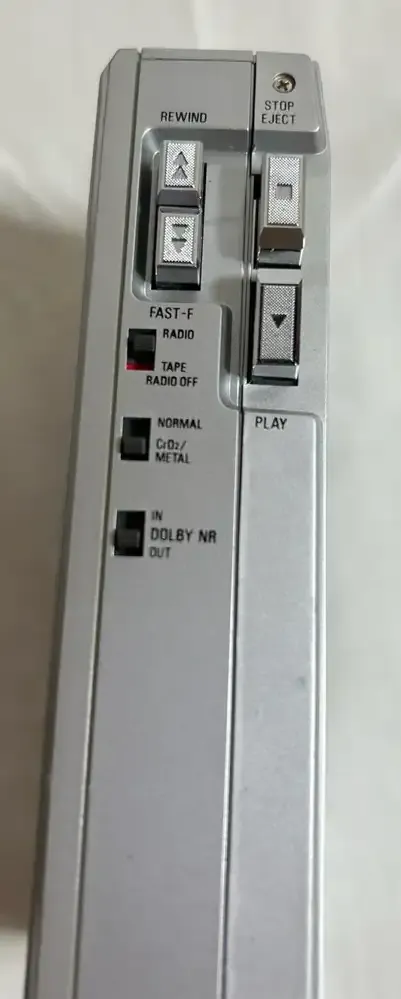 REWIND
STOP
EJECT
FAST-F
RADIO
TAPE
RADIO OFF
PLAY
NORMAL
CrO₂/
METAL
IN
DOLBY NR
OUT